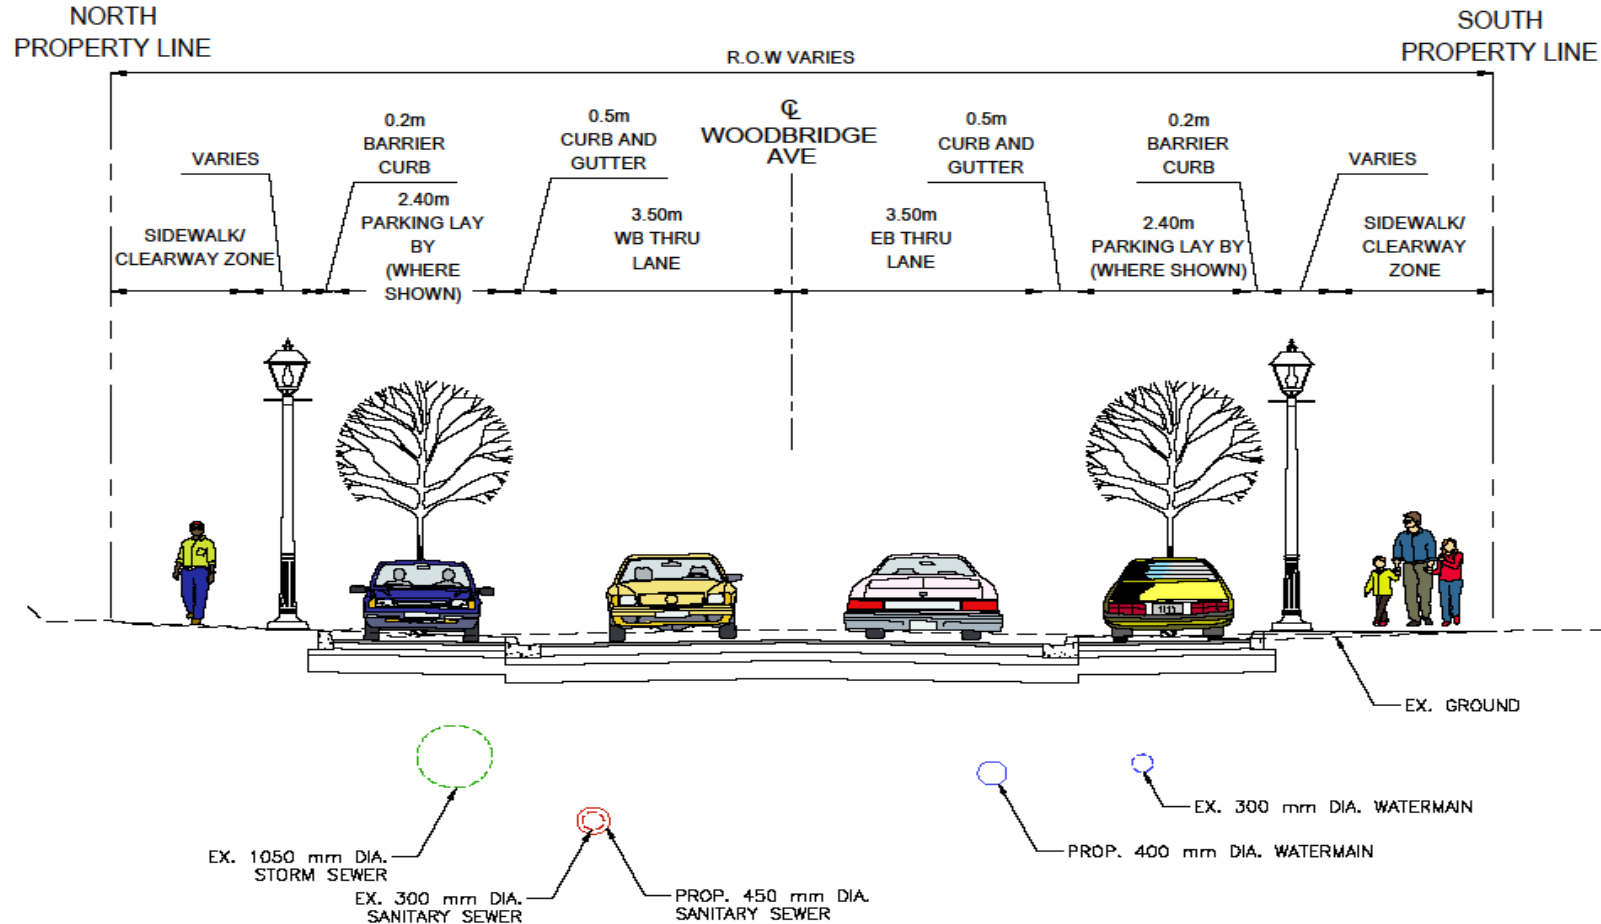 NORTH
PROPERTY LINE
SOUTH
PROPERTY LINE
R.O.W VARIES
VARIES
0.2m
BARRIER
CURB
0.5m
CURB AND
GUTTER
℄
WOODBRIDGE
AVE
0.5m
CURB AND
GUTTER
0.2m
BARRIER
CURB
VARIES
SIDEWALK/
CLEARWAY ZONE
2.40m
PARKING LAY
BY
(WHERE
SHOWN)
3.50m
WB THRU
LANE
3.50m
EB THRU
LANE
2.40m
PARKING LAY BY
(WHERE SHOWN)
SIDEWALK/
CLEARWAY
ZONE
EX. GROUND
EX. 300 mm DIA. WATERMAIN
PROP. 400 mm DIA. WATERMAIN
EX. 1050 mm DIA.
STORM SEWER
EX. 300 mm DIA.
SANITARY SEWER
PROP. 450 mm DIA.
SANITARY SEWER